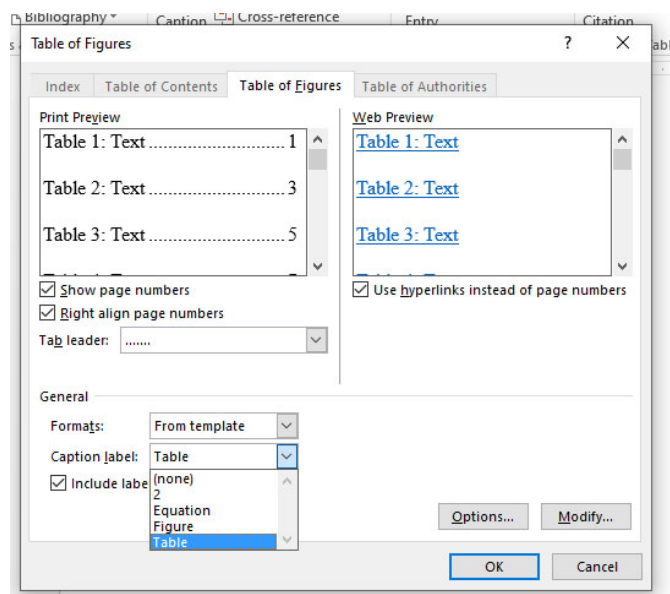 Bibliography
Caption
Cross-reference
Entry
Citation
Table of Figures
?
Index
Table of Contents
Table of Figures
Table of Authorities
Print Preview
Web Preview
Table 1: Text.................................1
Table 2: Text.................................3
Table 3: Text.................................5
Table 1: Text
Table 2: Text
Table 3: Text
Show page numbers
Use hyperlinks instead of page numbers
Right align page numbers
Tab leader:
.......
General
Formats:
From template
Caption label:
Table
Include labe
(none)
2
Equation
Figure
Table
Options...
Modify...
OK
Cancel